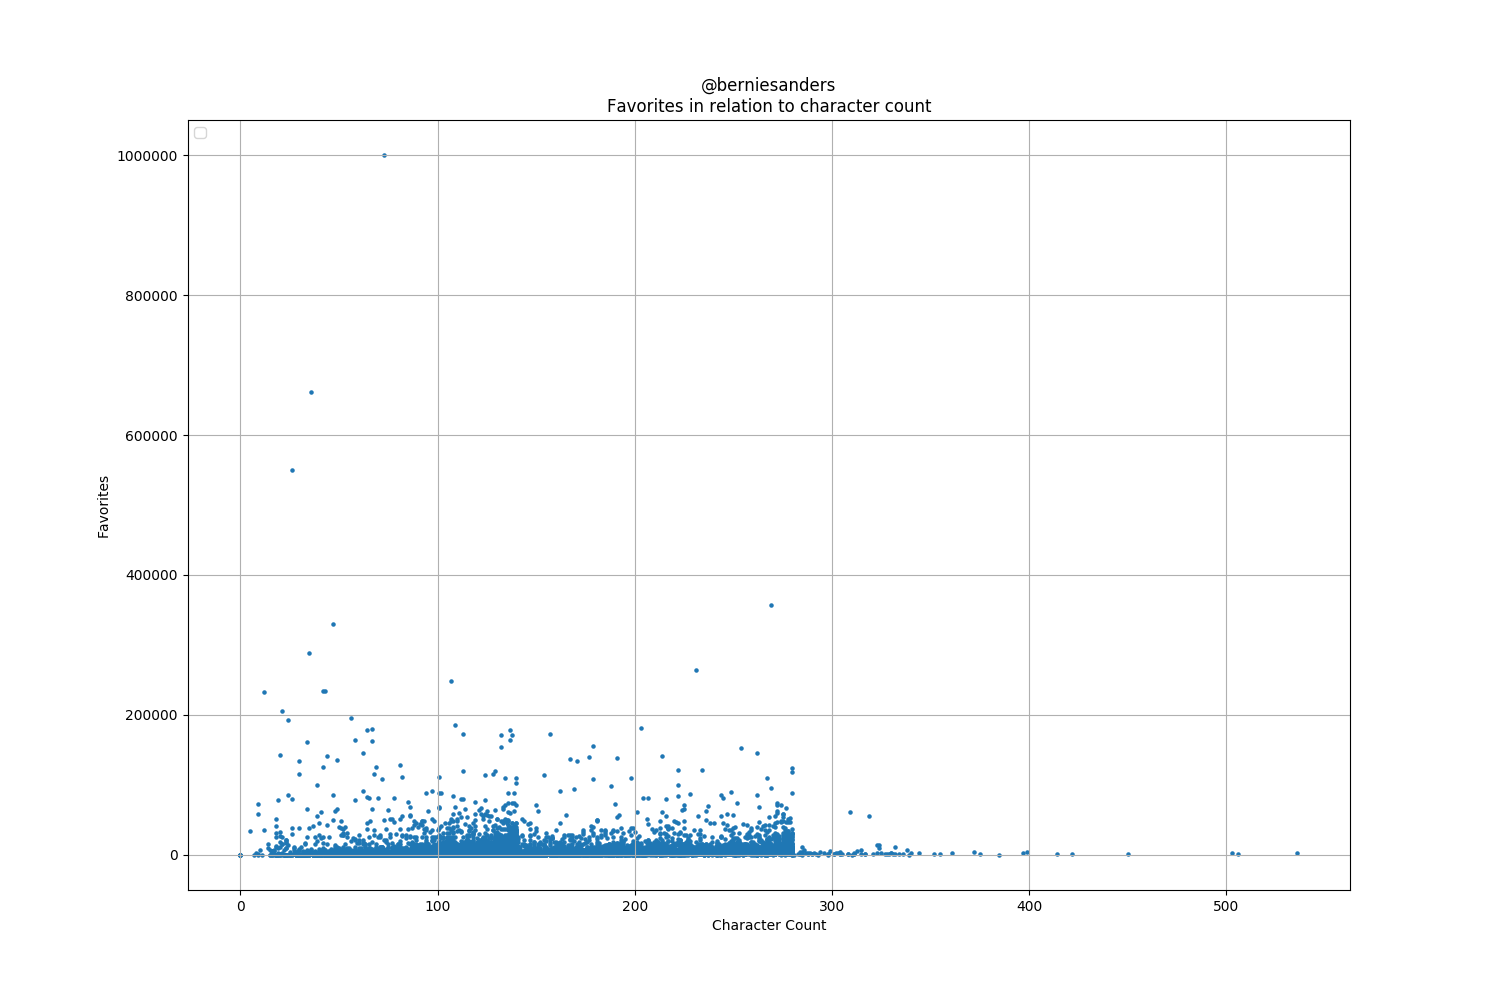 @berniesanders
Favorites in relation to character count
1000000
800000
600000
400000
200000
0
Favorites
0 100 200 300 400 500
Character Count